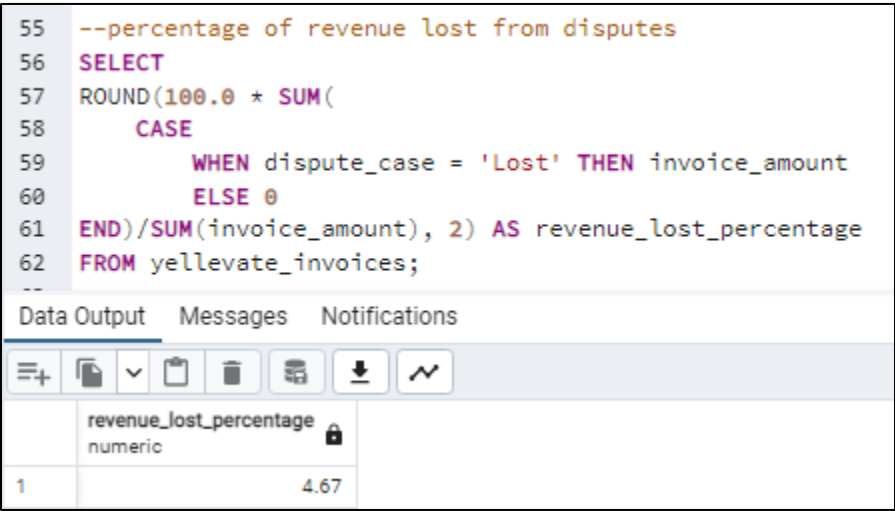 55 --percentage of revenue lost from disputes
56 SELECT
57 ROUND(100.0 * SUM(
58     CASE
59         WHEN dispute_case = 'Lost' THEN invoice_amount
60         ELSE 0
61 END)/SUM(invoice_amount), 2) AS revenue_lost_percentage
62 FROM yellevate_invoices;
Data Output Messages Notifications
revenue_lost_percentage
numeric
1 4.67